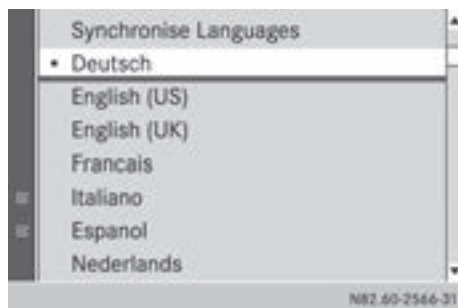 Synchronise Languages
• Deutsch
English (US)
English (UK)
Francais
Italiano
Espanol
Nederlands
N82.60-2566-31